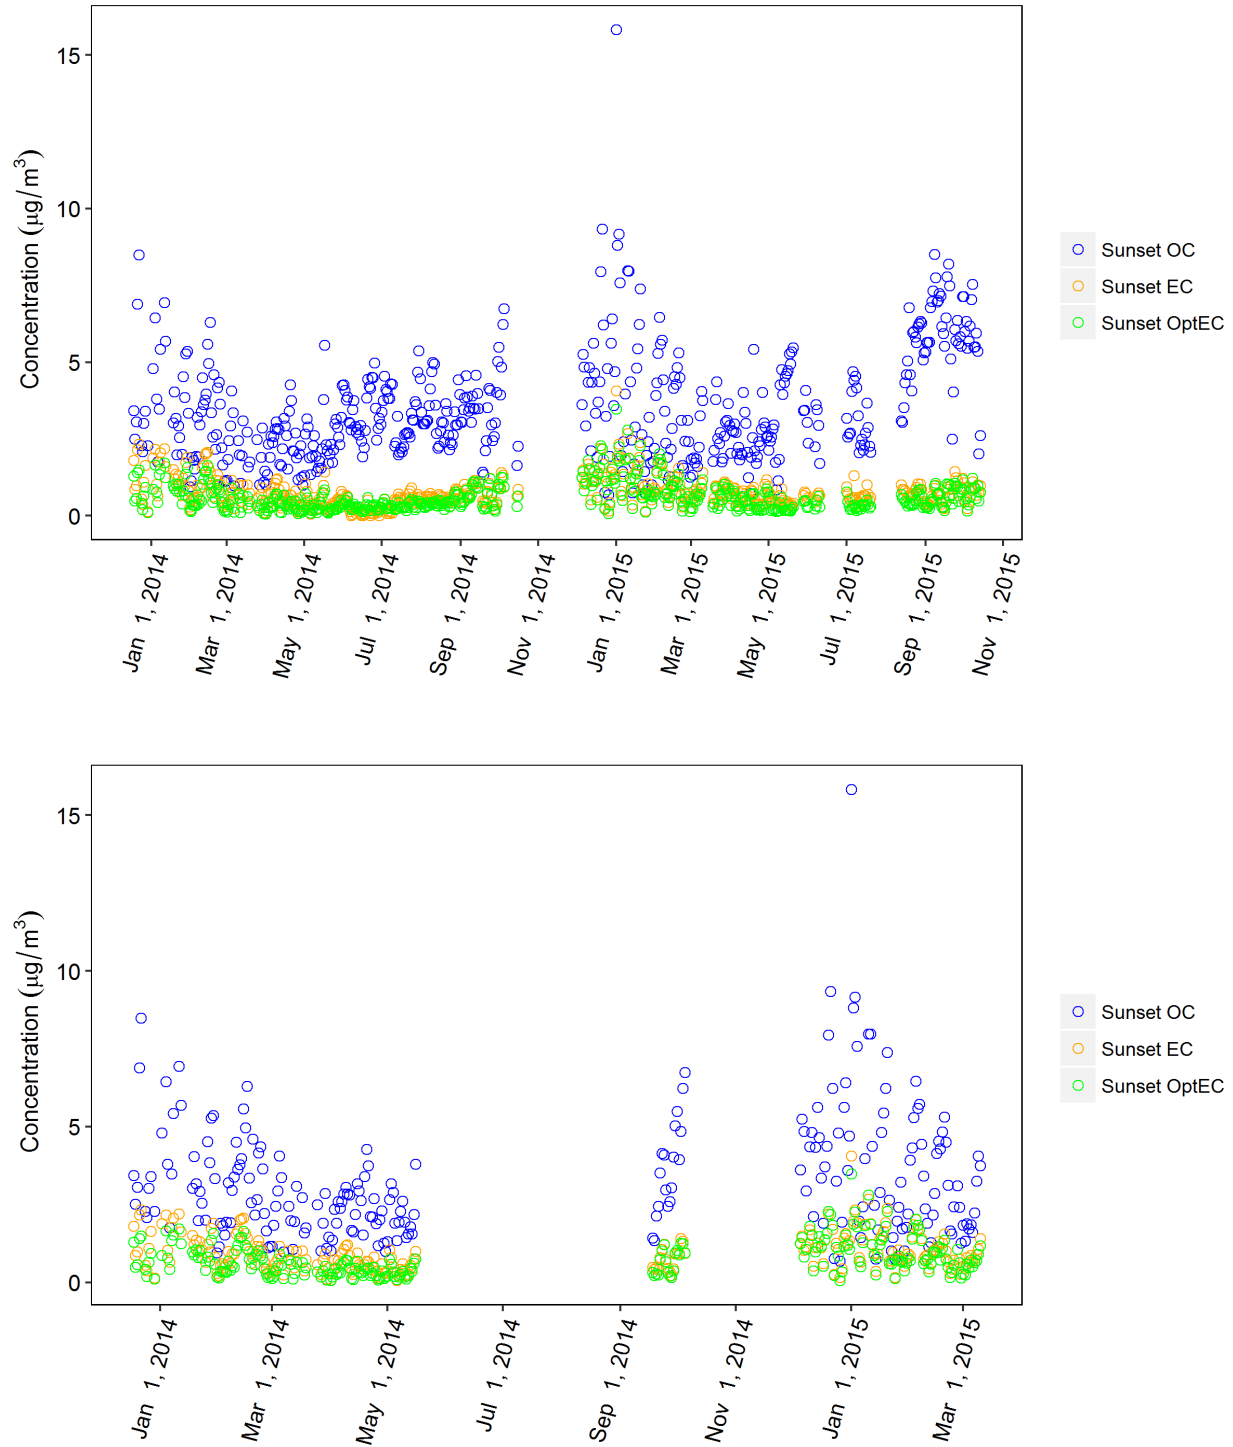 15
10
5
0
Concentration (μg/m³)
Jan 1, 2014
Mar 1, 2014
May 1, 2014
Jul 1, 2014
Sep 1, 2014
Nov 1, 2014
Jan 1, 2015
Mar 1, 2015
May 1, 2015
Jul 1, 2015
Sep 1, 2015
Nov 1, 2015
Sunset OC
Sunset EC
Sunset OptEC
15
10
5
0
Concentration (μg/m³)
Jan 1, 2014
Mar 1, 2014
May 1, 2014
Jul 1, 2014
Sep 1, 2014
Nov 1, 2014
Jan 1, 2015
Mar 1, 2015
Sunset OC
Sunset EC
Sunset OptEC